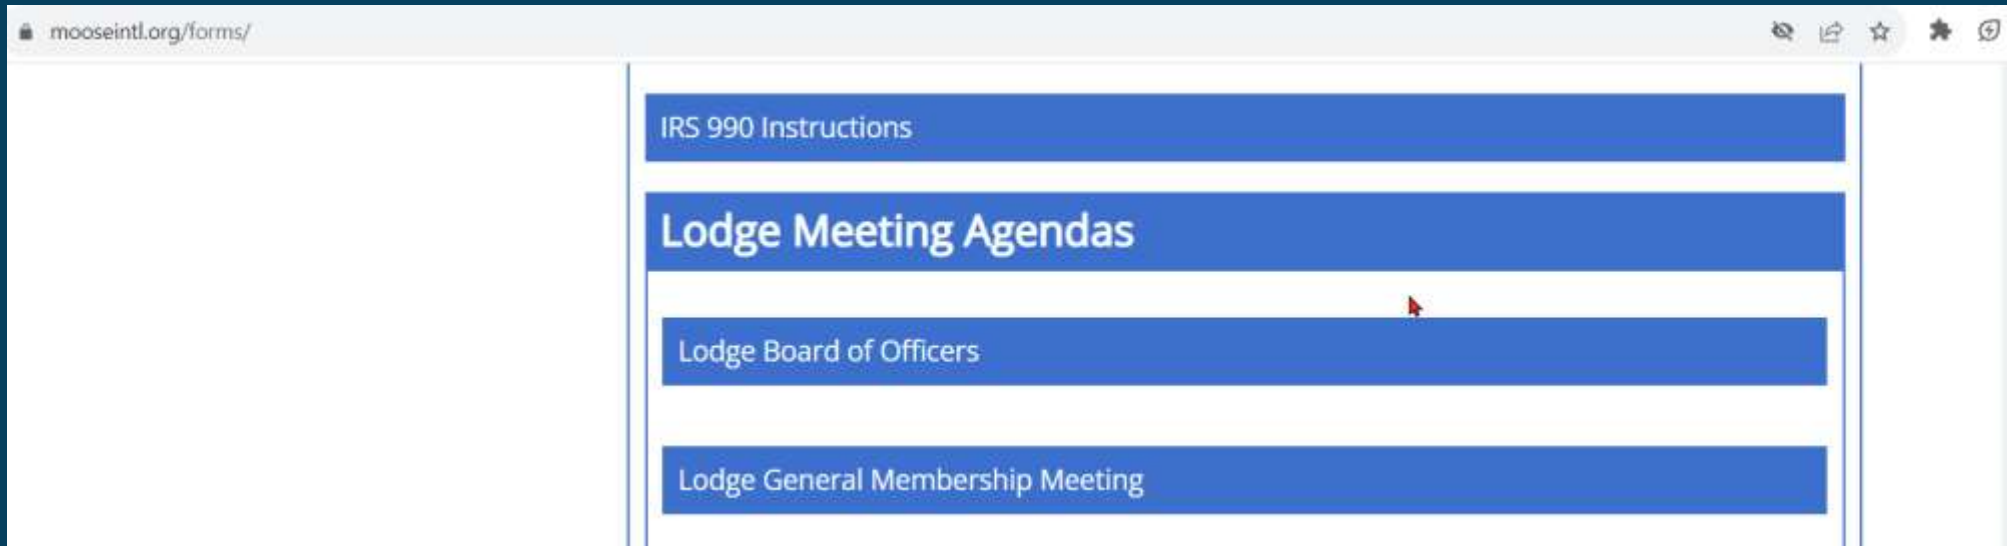 mooseintl.org/forms/
IRS 990 Instructions
Lodge Meeting Agendas
Lodge Board of Officers
Lodge General Membership Meeting